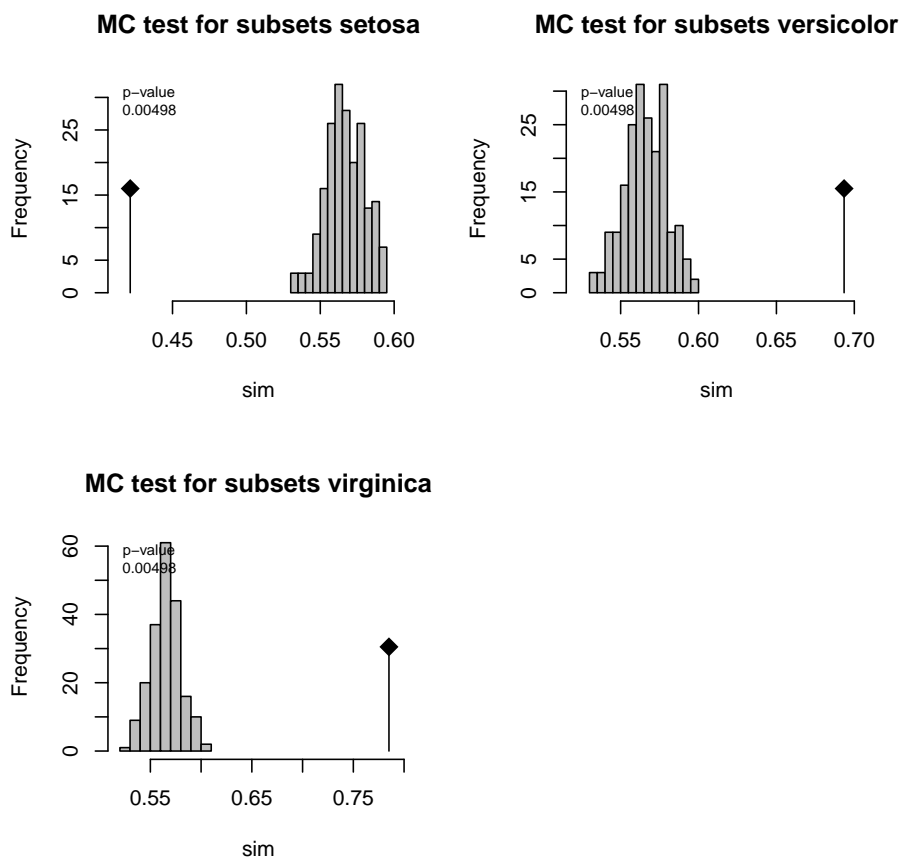 MC test for subsets setosa
p−value
0.00498
Frequency
0 5 15 25
0.45 0.50 0.55 0.60
sim
MC test for subsets versicolor
p−value
0.00498
Frequency
0 5 15 25
0.55 0.60 0.65 0.70
sim
MC test for subsets virginica
p−value
0.00498
Frequency
0 20 40 60
0.55 0.65 0.75
sim